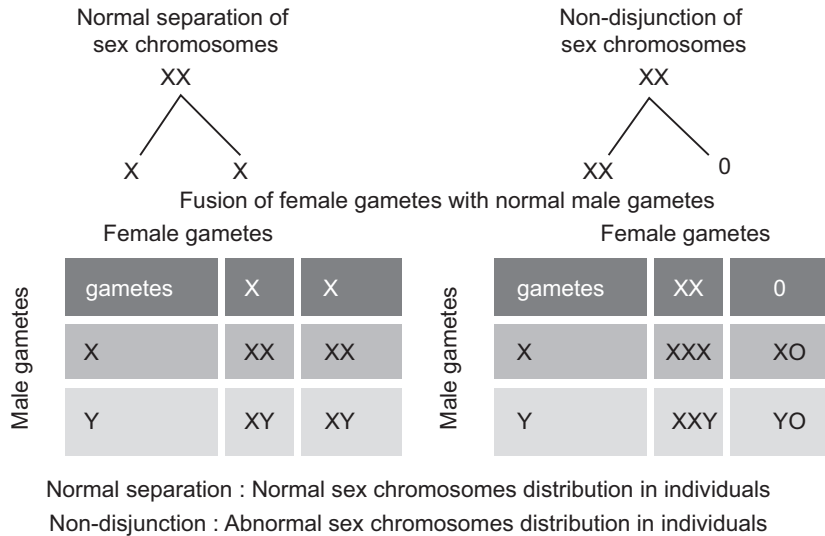 Normal separation of
sex chromosomes
XX
X X
Non-disjunction of
sex chromosomes
XX
XX 0
Fusion of female gametes with normal male gametes
Female gametes
Male gametes
gametes X X
X XX XX
Y XY XY
Female gametes
Male gametes
gametes XX 0
X XXX XO
Y XXY YO
Normal separation : Normal sex chromosomes distribution in individuals
Non-disjunction : Abnormal sex chromosomes distribution in individuals